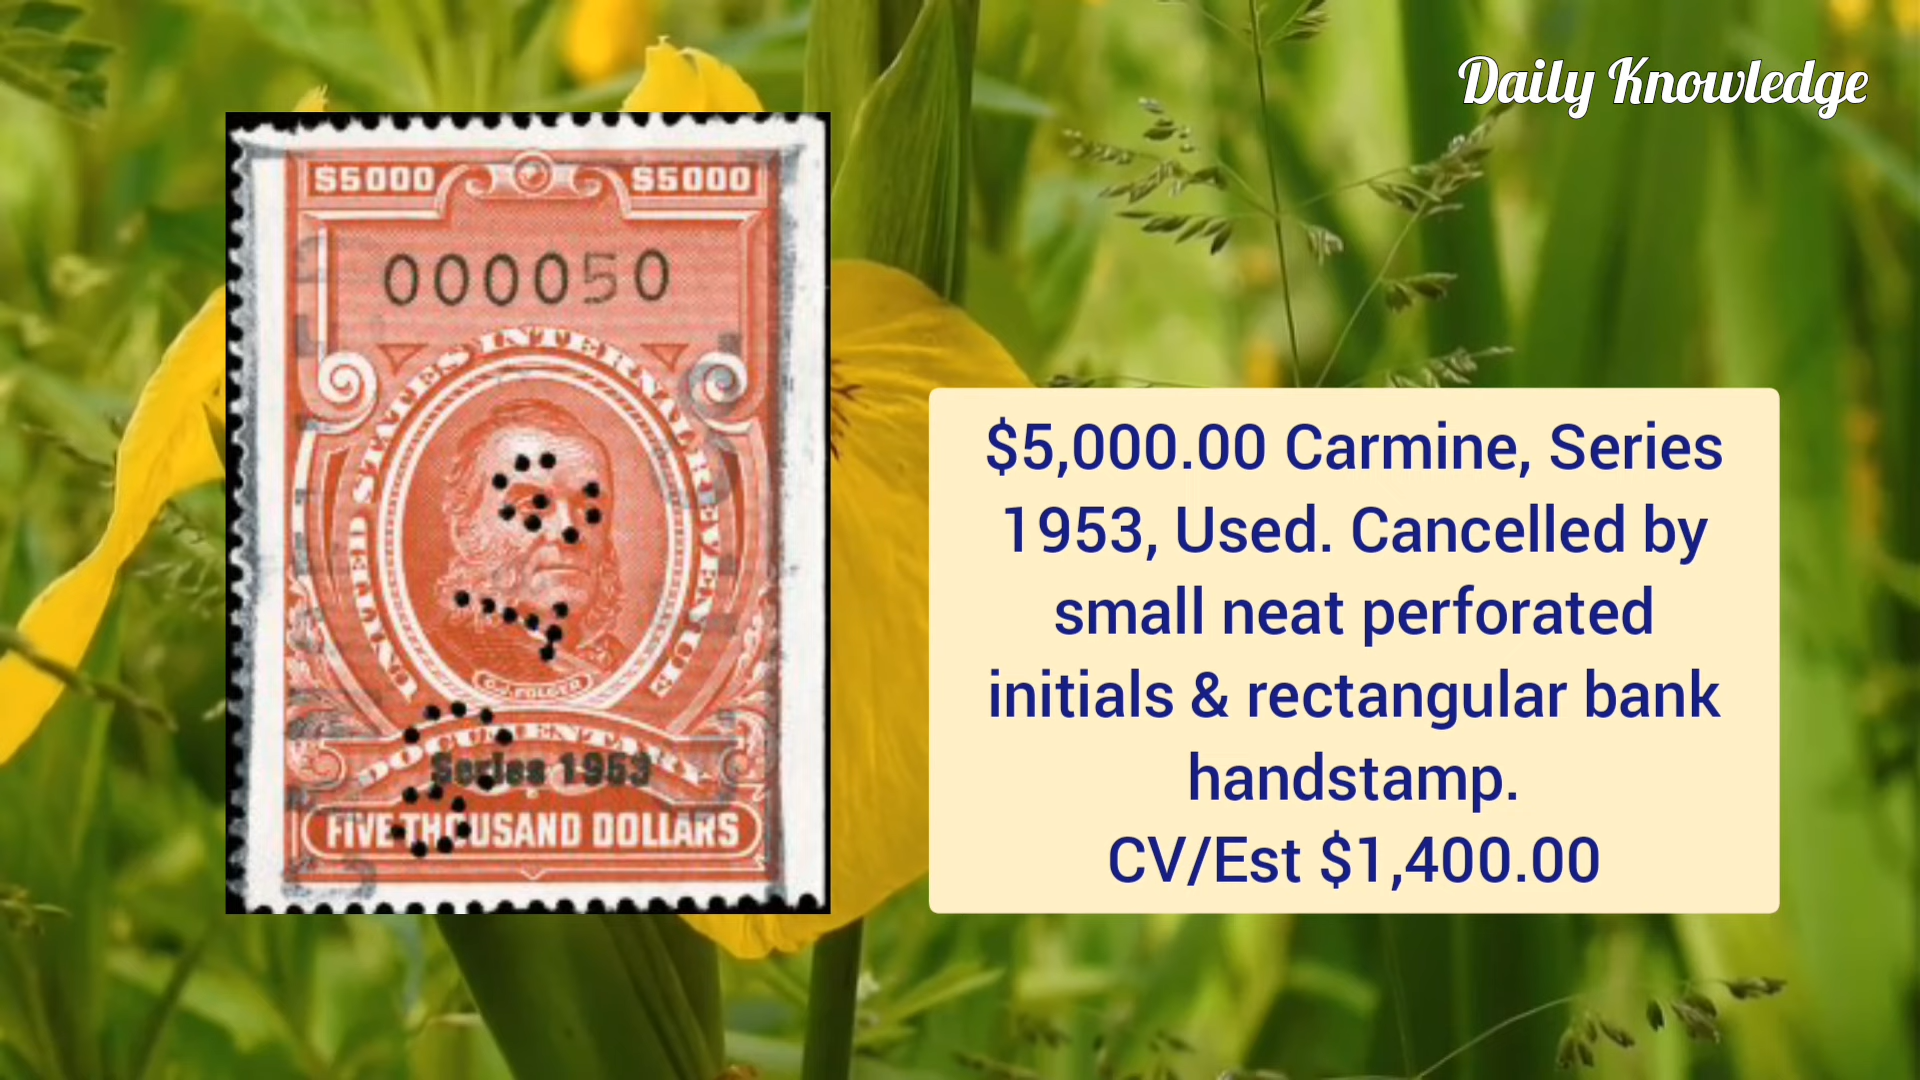 Daily Knowledge
$5000 $5000
000050
UNITED STATES INTERNAL REVENUE
C.J. FOLGER
DOCUMENTARY
Series 1953
FIVE THOUSAND DOLLARS
$5,000.00 Carmine, Series
1953, Used. Cancelled by
small neat perforated
initials & rectangular bank
handstamp.
CV/Est $1,400.00